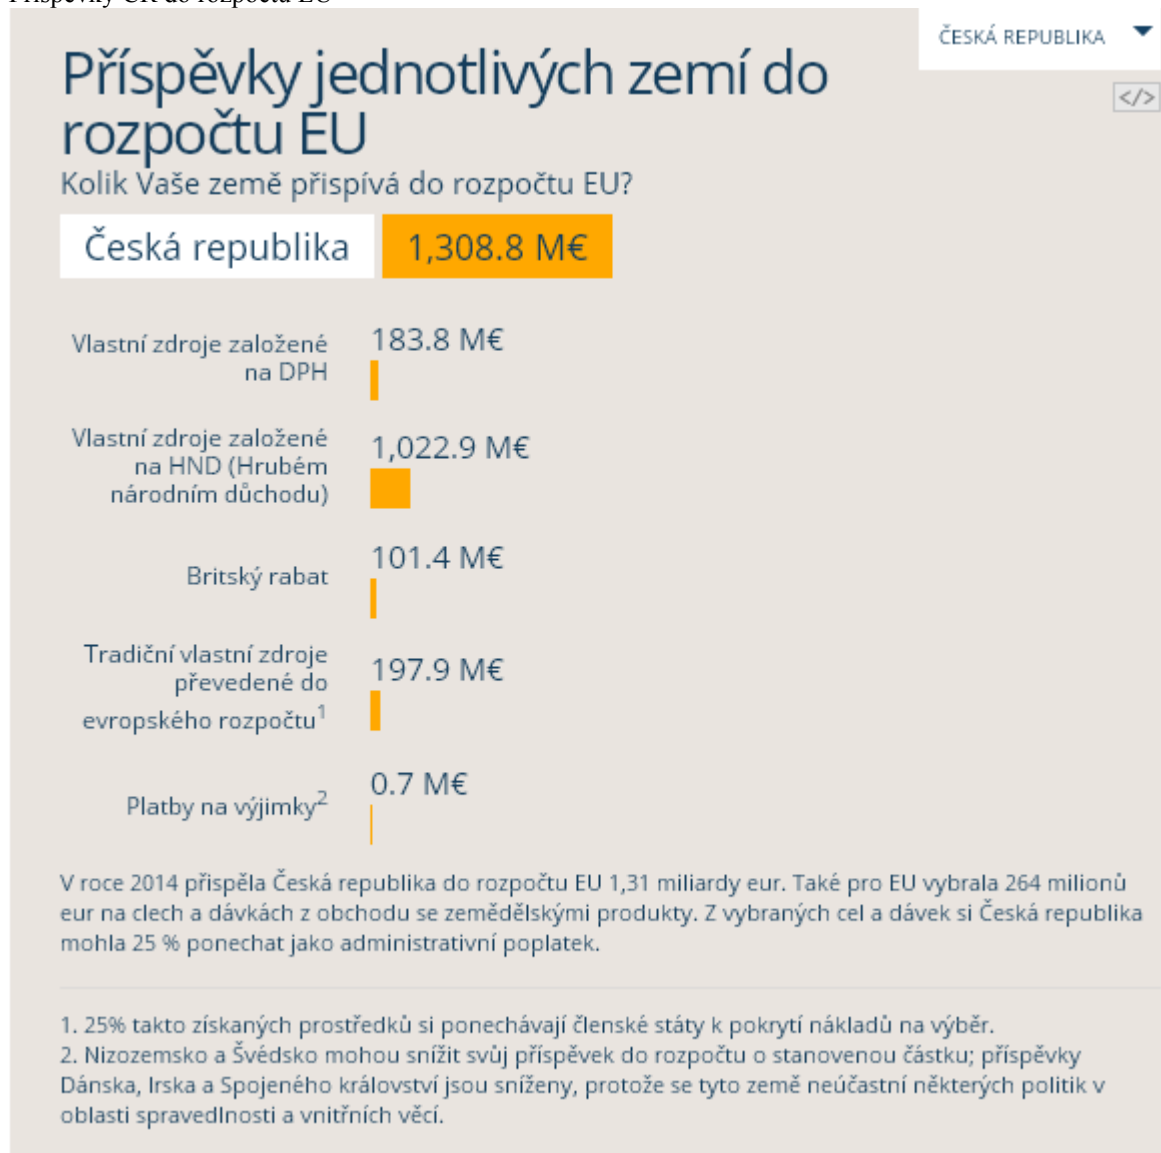 Příspěvky ČR do rozpočtu EU
ČESKÁ REPUBLIKA
</>
Příspěvky jednotlivých zemí do
rozpočtu EU
Kolik Vaše země přispívá do rozpočtu EU?
Česká republika
1,308.8 M€
Vlastní zdroje založené
na DPH
183.8 M€
Vlastní zdroje založené
na HND (Hrubém
národním důchodu)
1,022.9 M€
Britský rabat
101.4 M€
Tradiční vlastní zdroje
převedené do
evropského rozpočtu1
197.9 M€
Platby na výjimky2
0.7 M€
V roce 2014 přispěla Česká republika do rozpočtu EU 1,31 miliardy eur. Také pro EU vybrala 264 milionů
eur na clech a dávkách z obchodu se zemědělskými produkty. Z vybraných cel a dávek si Česká republika
mohla 25 % ponechat jako administrativní poplatek.
1. 25% takto získaných prostředků si ponechávají členské státy k pokrytí nákladů na výběr.
2. Nizozemsko a Švédsko mohou snížit svůj příspěvek do rozpočtu o stanovenou částku; příspěvky
Dánska, Irska a Spojeného království jsou sníženy, protože se tyto země neúčastní některých politik v
oblasti spravedlnosti a vnitřních věcí.